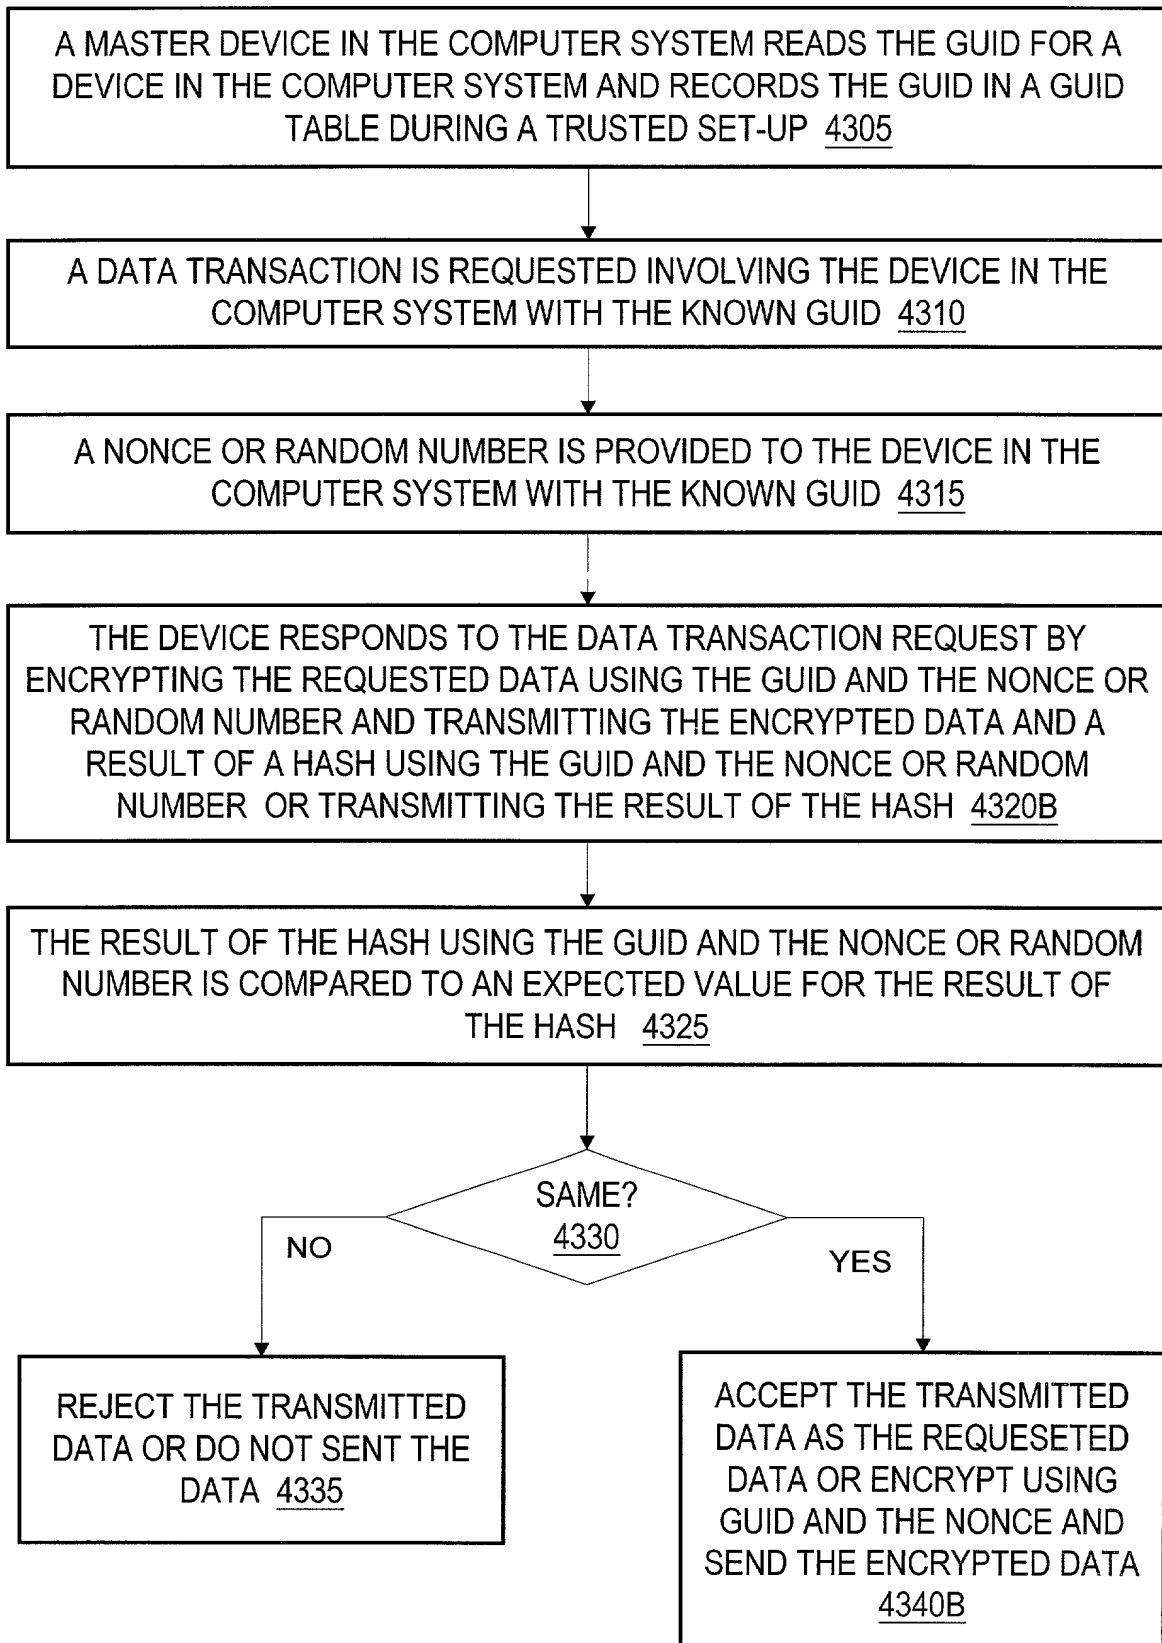 A MASTER DEVICE IN THE COMPUTER SYSTEM READS THE GUID FOR A
DEVICE IN THE COMPUTER SYSTEM AND RECORDS THE GUID IN A GUID
TABLE DURING A TRUSTED SET-UP 4305
A DATA TRANSACTION IS REQUESTED INVOLVING THE DEVICE IN THE
COMPUTER SYSTEM WITH THE KNOWN GUID 4310
A NONCE OR RANDOM NUMBER IS PROVIDED TO THE DEVICE IN THE
COMPUTER SYSTEM WITH THE KNOWN GUID 4315
THE DEVICE RESPONDS TO THE DATA TRANSACTION REQUEST BY
ENCRYPTING THE REQUESTED DATA USING THE GUID AND THE NONCE OR
RANDOM NUMBER AND TRANSMITTING THE ENCRYPTED DATA AND A
RESULT OF A HASH USING THE GUID AND THE NONCE OR RANDOM
NUMBER OR TRANSMITTING THE RESULT OF THE HASH 4320B
THE RESULT OF THE HASH USING THE GUID AND THE NONCE OR RANDOM
NUMBER IS COMPARED TO AN EXPECTED VALUE FOR THE RESULT OF
THE HASH 4325
SAME?
4330
NO
YES
REJECT THE TRANSMITTED
DATA OR DO NOT SENT THE
DATA 4335
ACCEPT THE TRANSMITTED
DATA AS THE REQUESETED
DATA OR ENCRYPT USING
GUID AND THE NONCE AND
SEND THE ENCRYPTED DATA
4340B